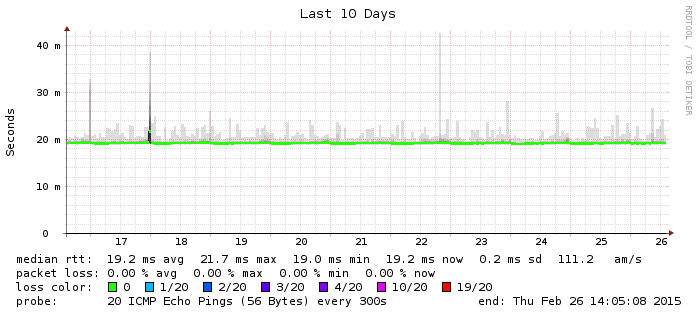 Last 10 Days
RRDTOOL / TOBI OETIKER
Seconds
40 m
30 m
20 m
10 m
0
17 18 19 20 21 22 23 24 25 26
median rtt: 19.2 ms avg 21.7 ms max 19.0 ms min 19.2 ms now 0.2 ms sd 111.2 am/s
packet loss: 0.00 % avg 0.00 % max 0.00 % min 0.00 % now
loss color: 0 1/20 2/20 3/20 4/20 10/20 19/20
probe: 20 ICMP Echo Pings (56 Bytes) every 300s end: Thu Feb 26 14:05:08 2015